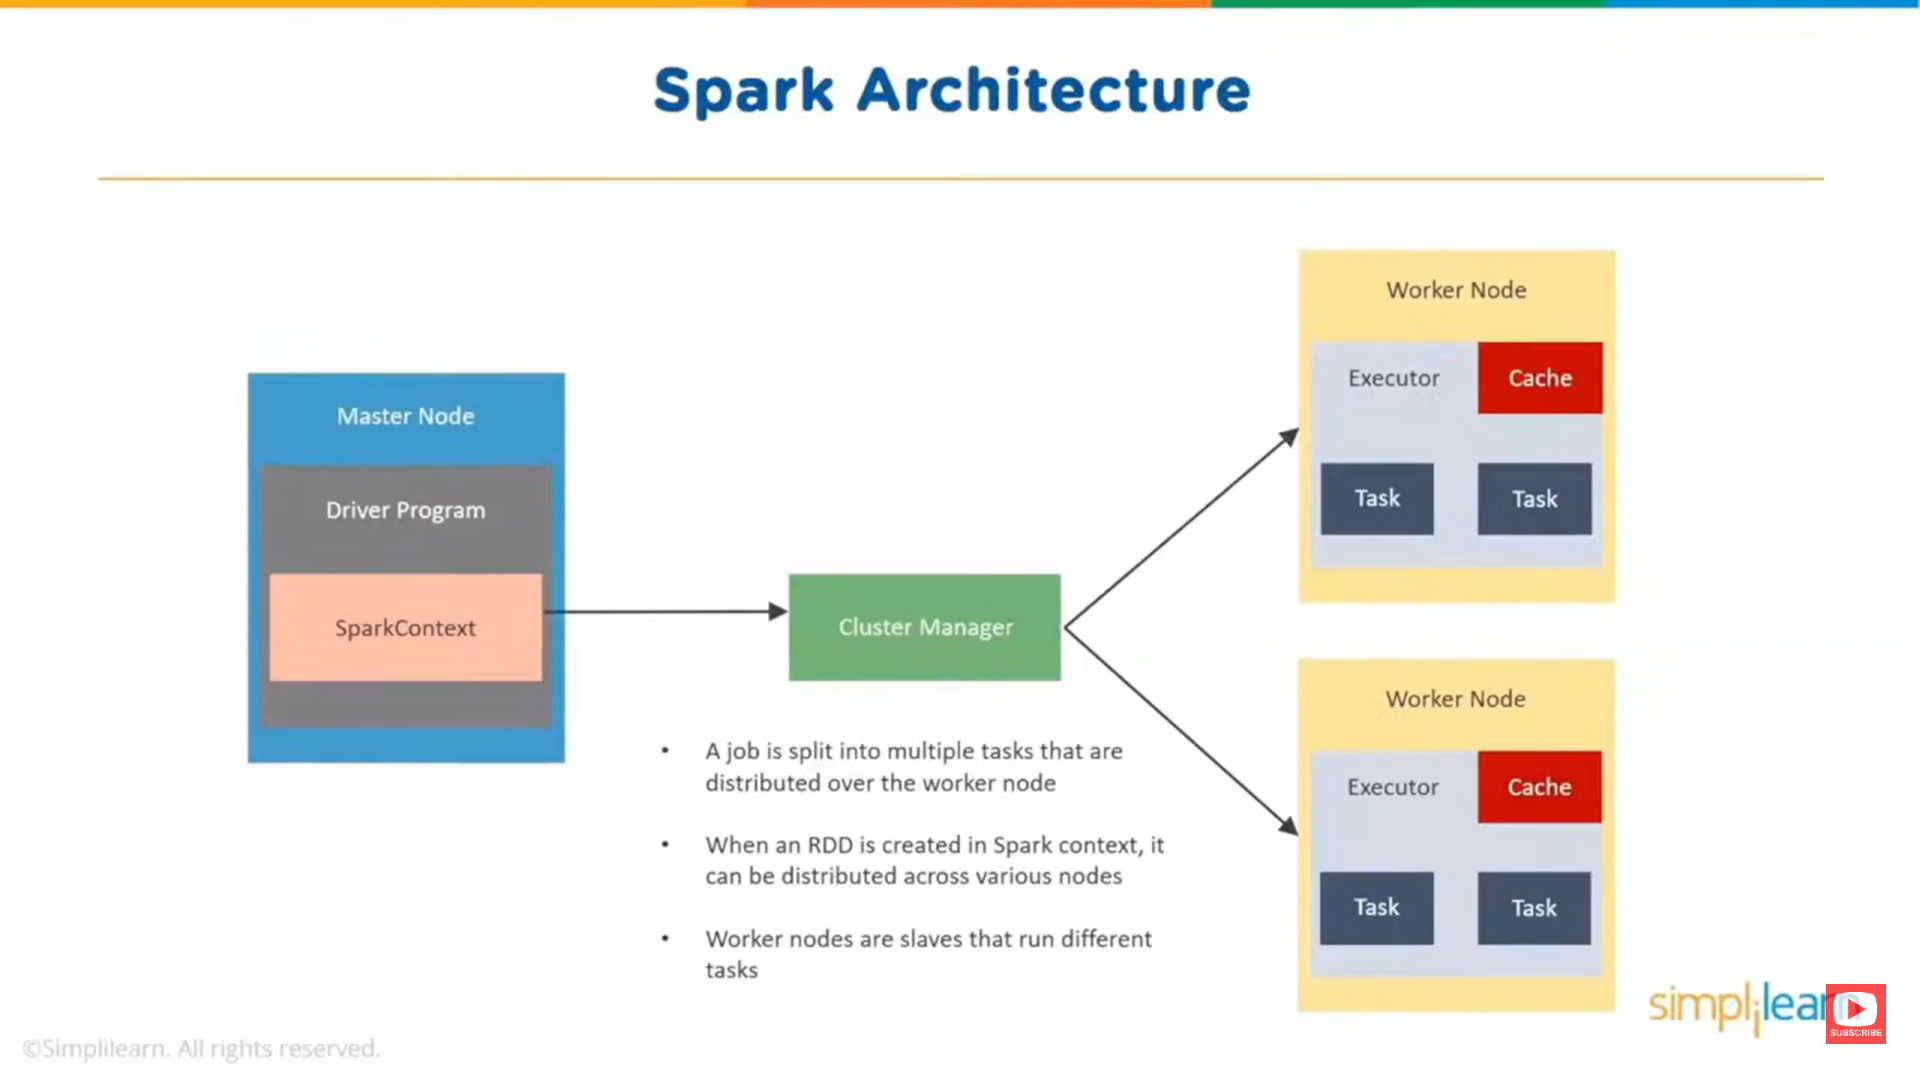 Spark Architecture
Master Node
Driver Program
SparkContext
Cluster Manager
• A job is split into multiple tasks that are
distributed over the worker node
• When an RDD is created in Spark context, it
can be distributed across various nodes
• Worker nodes are slaves that run different
tasks
Worker Node
Executor
Cache
Task
Task
Worker Node
Executor
Cache
Task
Task
©Simplilearn. All rights reserved.
simplilearn
SUBSCRIBE